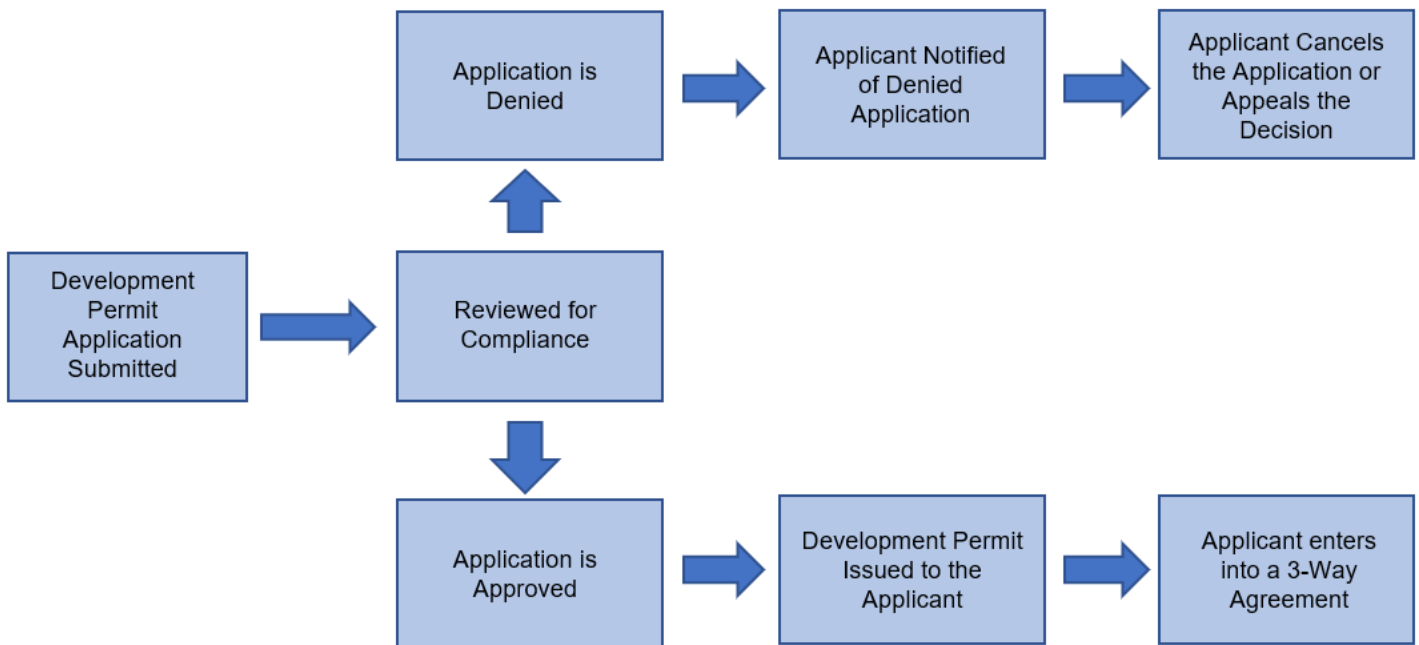 Application is
Denied
Applicant Notified
of Denied
Application
Applicant Cancels
the Application or
Appeals the
Decision
Development
Permit
Application
Submitted
Reviewed for
Compliance
Application is
Approved
Development Permit
Issued to the
Applicant
Applicant enters
into a 3-Way
Agreement